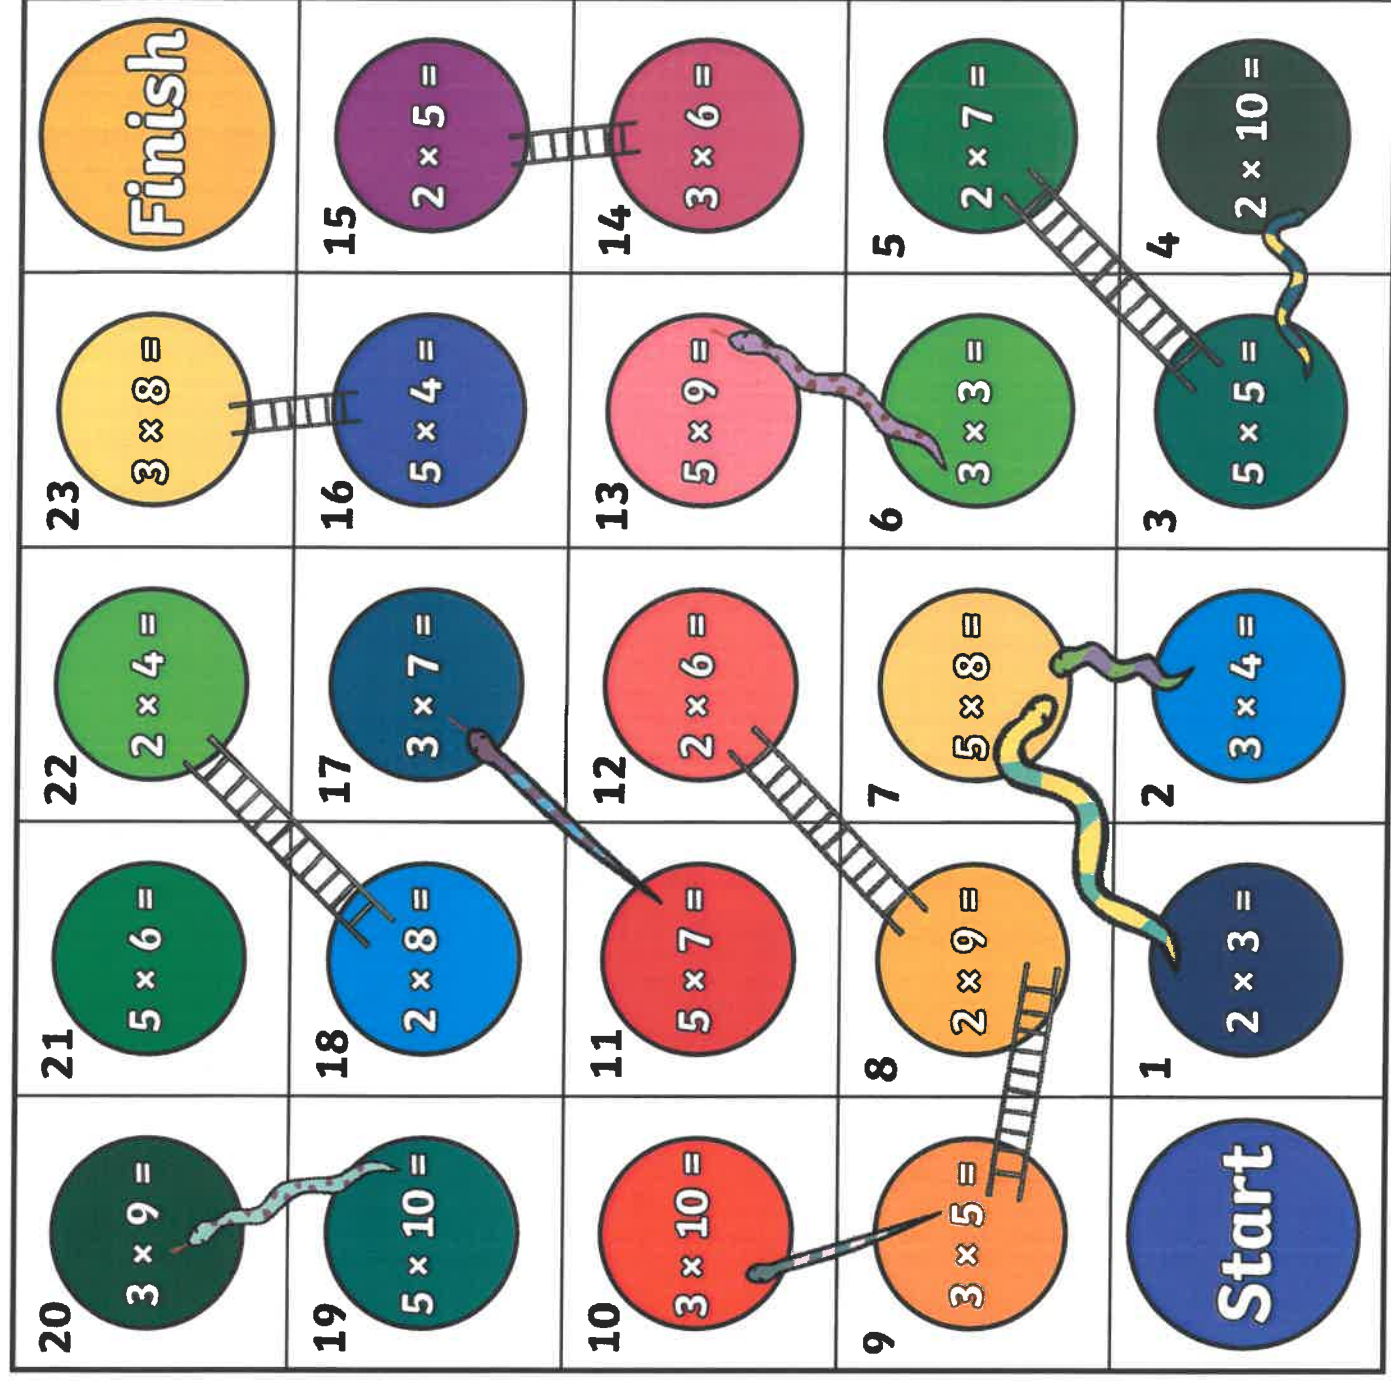 20 21 22 23
3 × 9 = 5 × 6 = 2 × 4 = 3 × 8 = Finish
19 18 17 16 15
5 × 10 = 2 × 8 = 3 × 7 = 5 × 4 = 2 × 5 =
10 11 12 13 14
3 × 10 = 5 × 7 = 2 × 6 = 5 × 9 = 3 × 6 =
9 8 7 6 5
3 × 5 = 2 × 9 = 5 × 8 = 3 × 3 = 2 × 7 =
1 2 3 4
Start 2 × 3 = 3 × 4 = 5 × 5 = 2 × 10 =